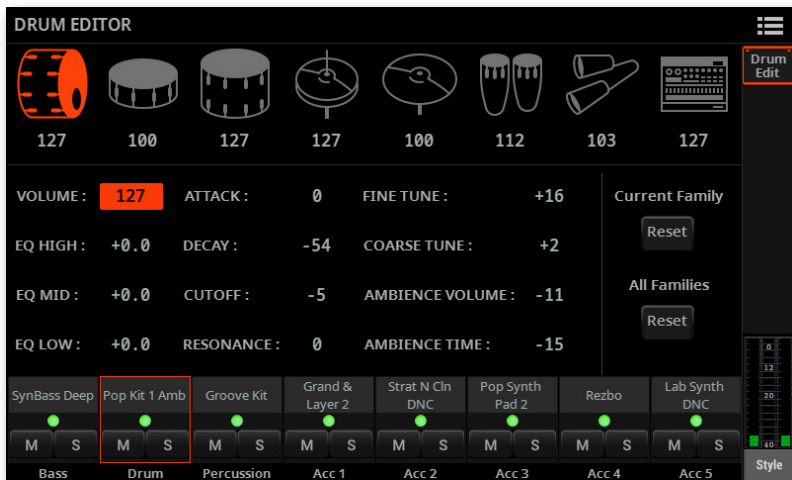 DRUM EDITOR
Drum
Edit
127 100 127 127 100 112 103 127
VOLUME : 127 ATTACK : 0 FINE TUNE : +16 Current Family
Reset
EQ HIGH : +0.0 DECAY : -54 COARSE TUNE : +2
EQ MID : +0.0 CUTOFF : -5 AMBIENCE VOLUME : -11 All Families
Reset
EQ LOW : +0.0 RESONANCE : 0 AMBIENCE TIME : -15
SynBass Deep Pop Kit 1 Amb Groove Kit Grand & Layer 2 Strat N Cln DNC Pop Synth Pad 2 Rezbo Lab Synth DNC
M S M S M S M S M S M S M S M S
Bass Drum Percussion Acc 1 Acc 2 Acc 3 Acc 4 Acc 5
0
12
20
40
Style